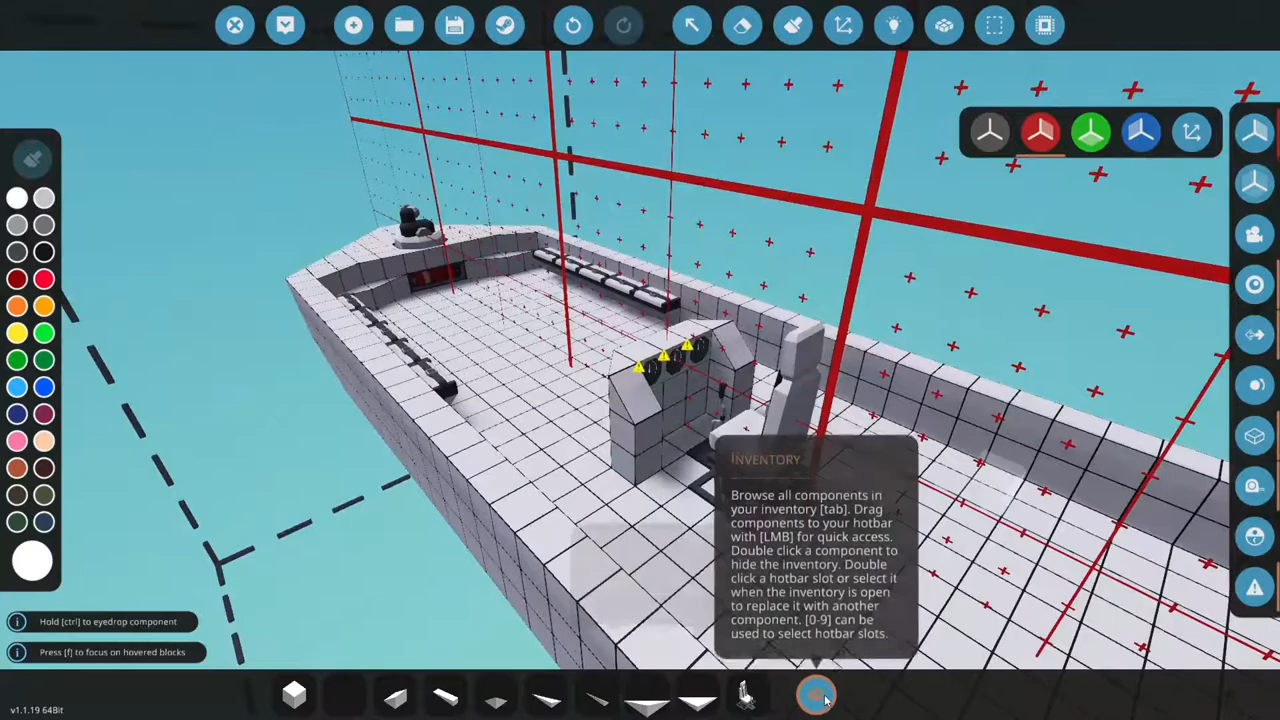 INVENTORY
Browse all components in
your inventory [tab]. Drag
components to your hotbar
with [LMB] for quick access.
Double click a component to
hide the inventory. Double
click a hotbar slot or select it
when the inventory is open
to replace it with another
component. [0-9] can be
used to select hotbar slots.
Hold [ctrl] to eyedrop component
Press [f] to focus on hovered blocks
v1.1.19 64Bit